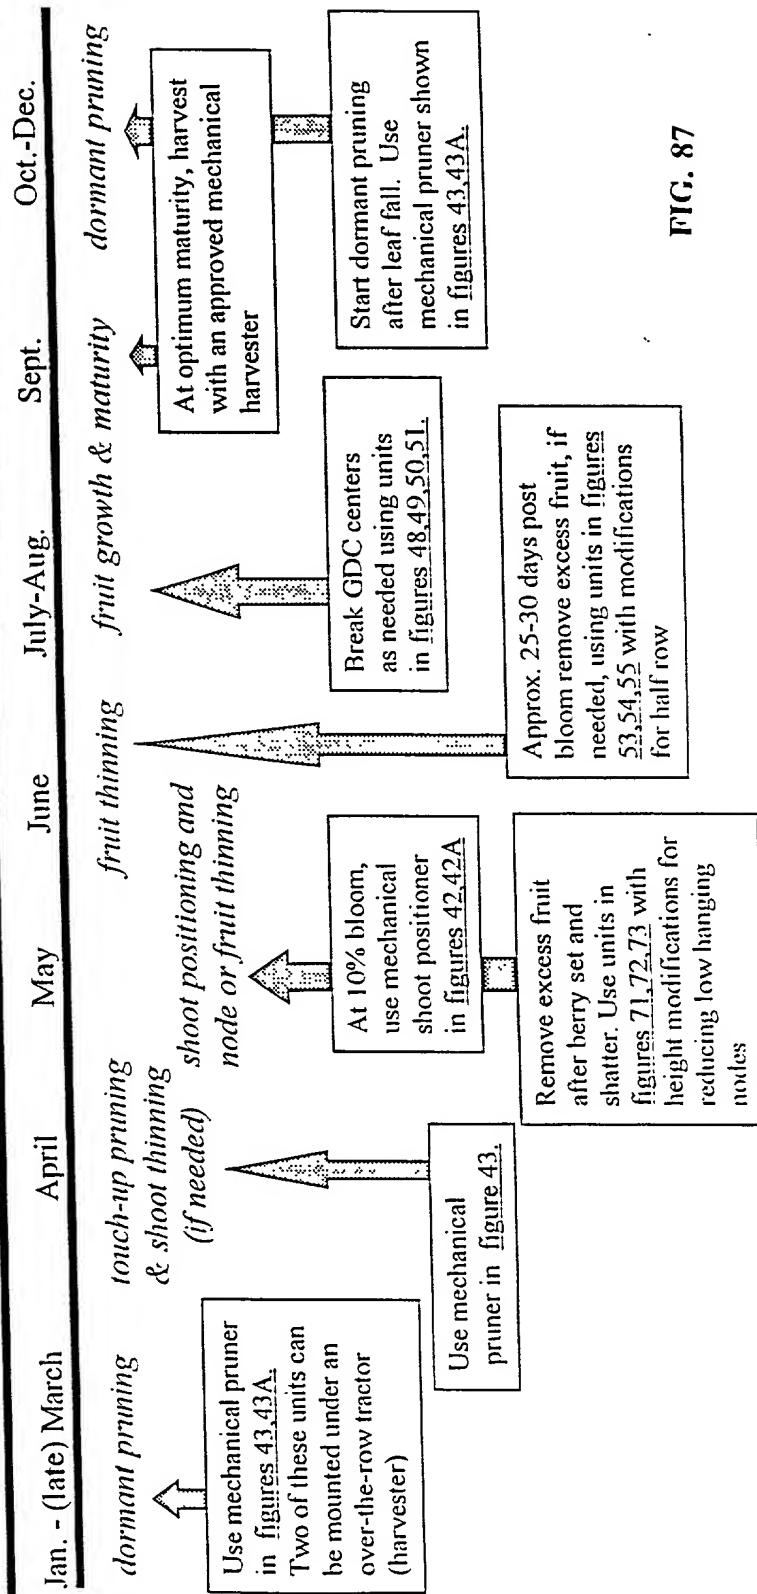 Jan. - (late) March
April
May
June
July-Aug.
Sept.
Oct.-Dec.
dormant pruning
touch-up pruning
& shoot thinning
(if needed)
shoot positioning and
node or fruit thinning
fruit thinning
fruit growth & maturity
dormant pruning
Use mechanical pruner
in figures 43,43A.
Two of these units can
be mounted under an
over-the-row tractor
(harvester)
Use mechanical
pruner in figure 43.
At 10% bloom,
use mechanical
shoot positioner
in figures 42,42A
Remove excess fruit
after berry set and
shatter. Use units in
figures 71,72,73 with
height modifications for
reducing low hanging
nodes
Approx. 25-30 days post
bloom remove excess fruit, if
needed, using units in figures
53,54,55 with modifications
for half row
Break GDC centers
as needed using units
in figures 48,49,50,51.
At optimum maturity, harvest
with an approved mechanical
harvester
Start dormant pruning
after leaf fall. Use
mechanical pruner shown
in figures 43,43A.
FIG. 87